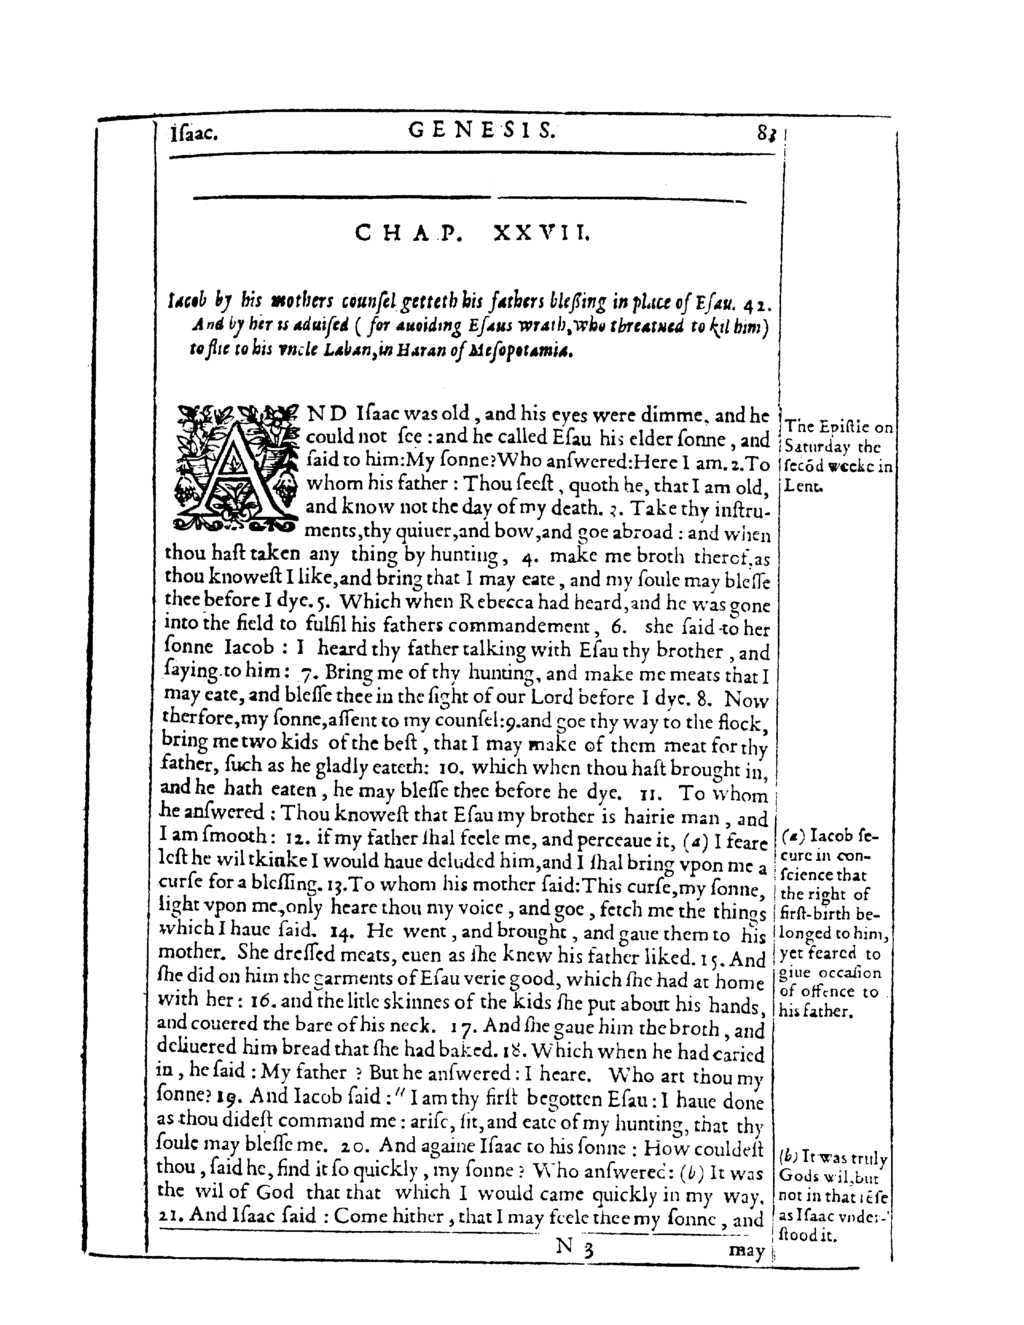 Iſaac.
GENESIS.
83
CHAP. XXVII.
Iacob by his mothers counſel getteth his fathers bleſsing in place of Eſau. 42.
And by her is aduiſed ( for auoiding Eſaus wrath, who threatned to kil him)
to flie to his vncle Laban, in Haran of Meſopotamia.
AND Iſaac was old, and his eyes were dimme, and he
could not ſee : and he called Eſau his elder ſonne, and
ſaid to him: My ſonne? Who anſwered: Here I am. 2. To
whom his father : Thou ſeeſt, quoth he, that I am old,
and know not the day of my death. 3. Take thy inſtru-
ments, thy quiuer, and bow, and goe abroad : and when
thou haſt taken any thing by hunting, 4. make me broth therof, as
thou knoweſt I like, and bring that I may eate, and my ſoule may bleſſe
thee before I dye. 5. Which when Rebecca had heard, and he was gone
into the field to fulfil his fathers commandement, 6. she ſaid to her
ſonne Iacob : I heard thy father talking with Eſau thy brother, and
ſaying to him : 7. Bring me of thy hunting, and make me meats that I
may eate, and bleſſe thee in the ſight of our Lord before I dye. 8. Now
therfore, my ſonne, aſſent to my counſel: 9. and goe thy way to the flock,
bring me two kids of the beſt, that I may make of them meat for thy
father, ſuch as he gladly eateth: 10. which when thou haſt brought in,
and he hath eaten, he may bleſſe thee before he dye. 11. To whom
he anſwered : Thou knoweſt that Eſau my brother is hairie man, and
I am ſmooth : 12. if my father ſhal feele me, and perceaue it, (a) I feare
leſt he wil thinke I would haue deluded him, and I ſhal bring vpon me a
curſe for a bleſſing. 13. To whom his mother ſaid: This curſe, my ſonne,
light vpon me, only heare thou my voice, and goe, fetch me the things
which I haue ſaid. 14. He went, and brought, and gaue them to his
mother. She dreſſed meats, euen as ſhe knew his father liked. 15. And
ſhe did on him the garments of Eſau verie good, which ſhe had at home
with her : 16. and the litle skinnes of the kids ſhe put about his hands,
and couered the bare of his neck. 17. And ſhe gaue him the broth, and
deliuered him bread that ſhe had baked. 18. Which when he had caried
in, he ſaid : My father ? But he anſwered : I heare. Who art thou my
ſonne? 19. And Iacob ſaid : " I am thy firſt begotten Eſau : I haue done
as thou dideſt command me : ariſe, ſit, and eate of my hunting, that thy
ſoule may bleſſe me. 20. And againe Iſaac to his ſonne : How couldeſt
thou, ſaid he, find it ſo quickly, my ſonne ? Who anſwered : (b) It was
the wil of God that that which I would came quickly in my way.
21. And Iſaac ſaid : Come hither, that I may feele thee my ſonne, and
N 3
may
The Epiſtle on
Saturday the
ſecōd weeke in
Lent.
(a) Iacob ſe-
cure in con-
ſcience that
the right of
firſt-birth be-
longed to him,
yet feared to
giue occaſion
of offence to
his father.
(b) It was truly
Gods wil, but
not in that ſēſe
as Iſaac vnder-
ſtood it.